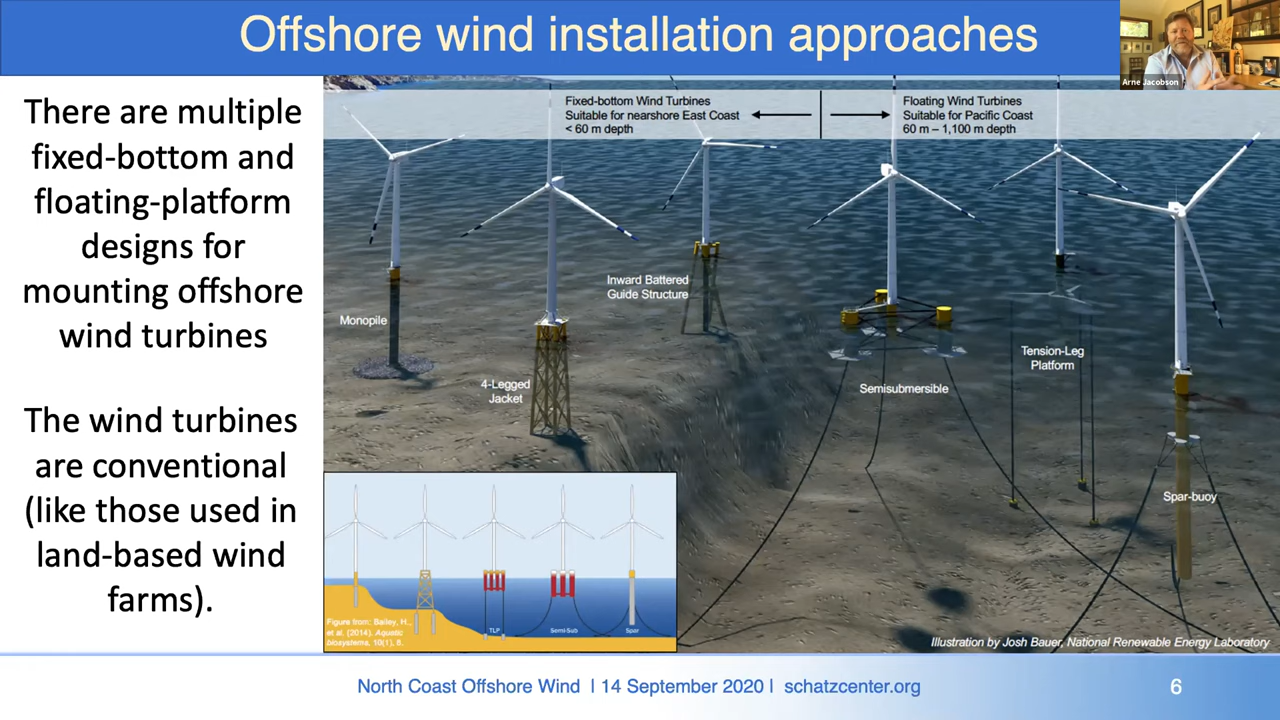 Offshore wind installation approaches
Arne Jacobson
There are multiple
fixed-bottom and
floating-platform
designs for
mounting offshore
wind turbines
The wind turbines
are conventional
(like those used in
land-based wind
farms).
Fixed-bottom Wind Turbines
Suitable for nearshore East Coast
< 60 m depth
Floating Wind Turbines
Suitable for Pacific Coast
60 m – 1,100 m depth
Monopile
4-Legged
Jacket
Inward Battered
Guide Structure
Semisubmersible
Tension-Leg
Platform
Spar-buoy
Figure from: Bailey, H.,
et al. (2014). Aquatic
biosystems, 10(1), 8.
TLP
Semi-Sub
Spar
Illustration by Josh Bauer, National Renewable Energy Laboratory
North Coast Offshore Wind | 14 September 2020 | schatzcenter.org
6